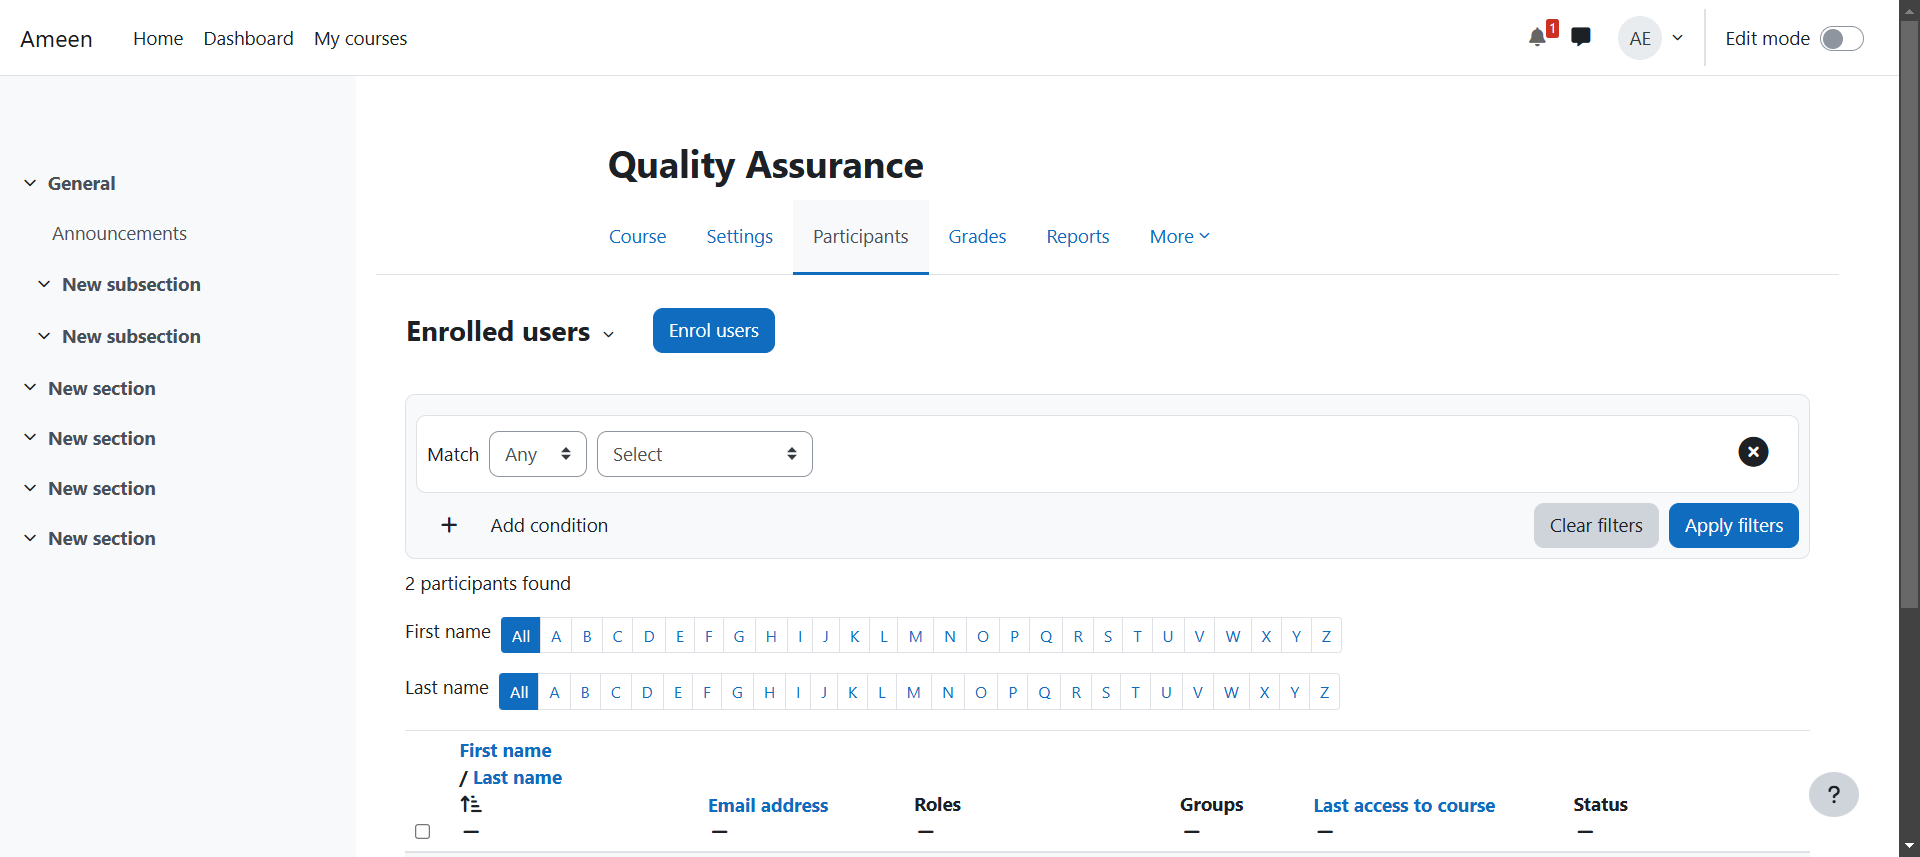 Ameen Home Dashboard My courses 1 AE Edit mode
General
Announcements
New subsection
New subsection
New section
New section
New section
New section
Quality Assurance
Course Settings Participants Grades Reports More
Enrolled users Enrol users
Match Any Select
+ Add condition Clear filters Apply filters
2 participants found
First name All A B C D E F G H I J K L M N O P Q R S T U V W X Y Z
Last name All A B C D E F G H I J K L M N O P Q R S T U V W X Y Z
First name
/ Last name
Email address Roles Groups Last access to course Status
?